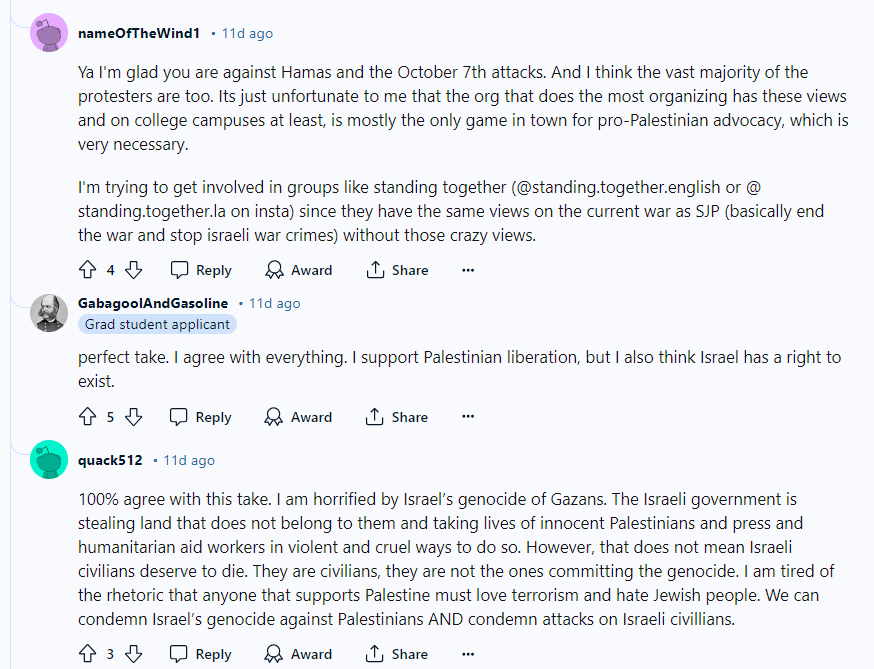 nameOfTheWind1 • 11d ago
Ya I'm glad you are against Hamas and the October 7th attacks. And I think the vast majority of the
protesters are too. Its just unfortunate to me that the org that does the most organizing has these views
and on college campuses at least, is mostly the only game in town for pro-Palestinian advocacy, which is
very necessary.
I'm trying to get involved in groups like standing together (@standing.together.english or @
standing.together.la on insta) since they have the same views on the current war as SJP (basically end
the war and stop israeli war crimes) without those crazy views.
4 Reply Award Share •••
GabagoolAndGasoline • 11d ago
Grad student applicant
perfect take. I agree with everything. I support Palestinian liberation, but I also think Israel has a right to
exist.
5 Reply Award Share •••
quack512 • 11d ago
100% agree with this take. I am horrified by Israel’s genocide of Gazans. The Israeli government is
stealing land that does not belong to them and taking lives of innocent Palestinians and press and
humanitarian aid workers in violent and cruel ways to do so. However, that does not mean Israeli
civilians deserve to die. They are civilians, they are not the ones committing the genocide. I am tired of
the rhetoric that anyone that supports Palestine must love terrorism and hate Jewish people. We can
condemn Israel’s genocide against Palestinians AND condemn attacks on Israeli civillians.
3 Reply Award Share •••